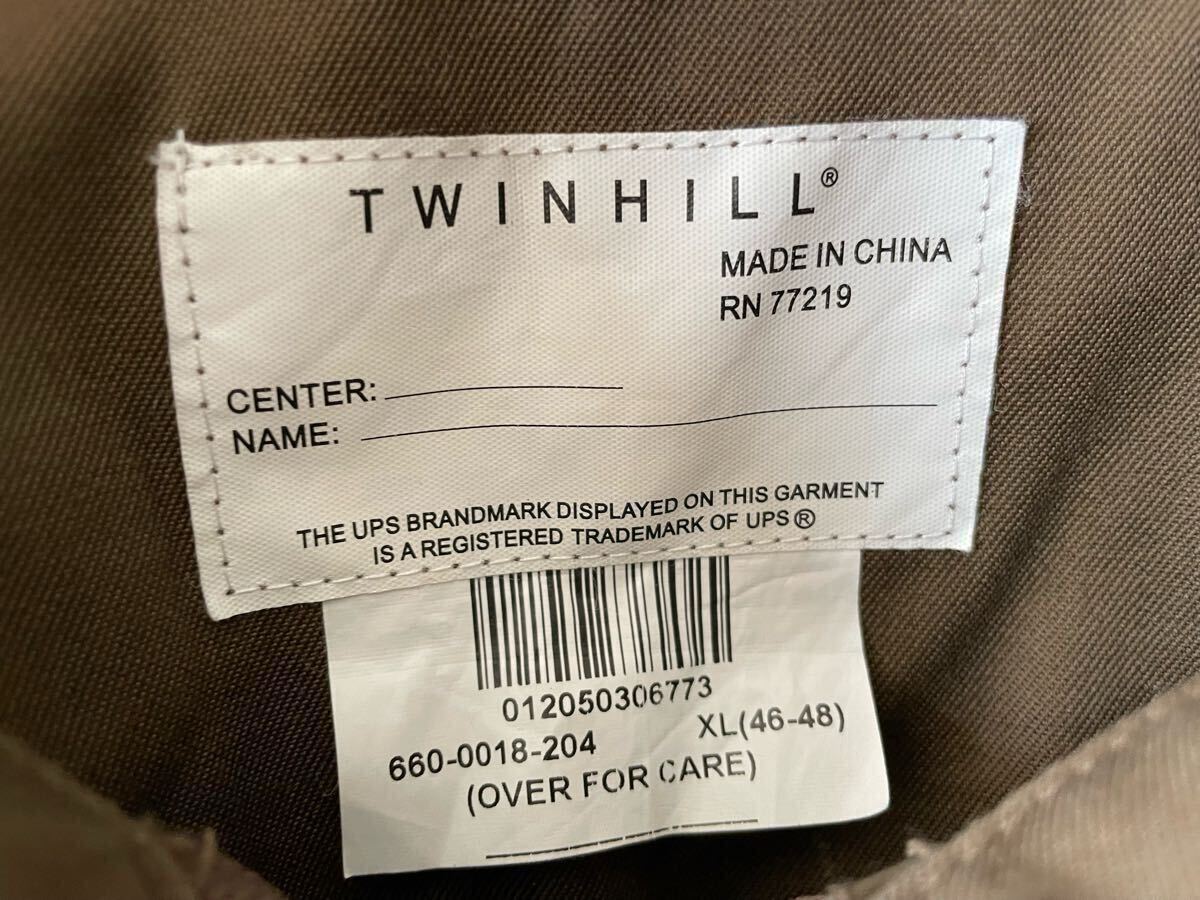 TWINHILL®
MADE IN CHINA
RN 77219
CENTER:
NAME:
THE UPS BRANDMARK DISPLAYED ON THIS GARMENT
IS A REGISTERED TRADEMARK OF UPS®
012050306773
660-0018-204 XL(46-48)
(OVER FOR CARE)